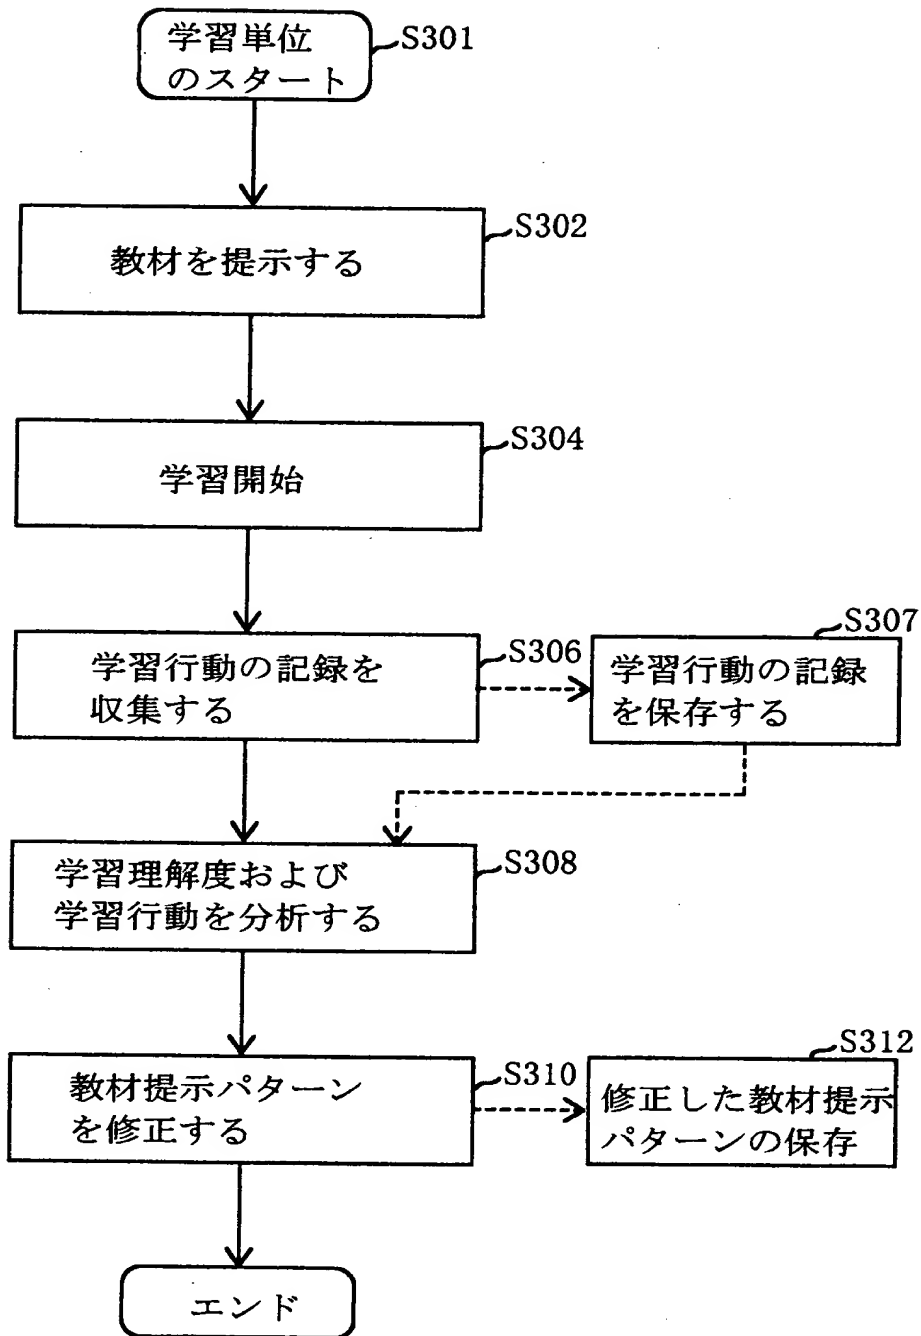 学習単位
のスタート
S301
教材を提示する
S302
学習開始
S304
学習行動の記録を
収集する
S306
学習行動の記録
を保存する
S307
学習理解度および
学習行動を分析する
S308
教材提示パターン
を修正する
S310
修正した教材提示
パターンの保存
S312
エンド